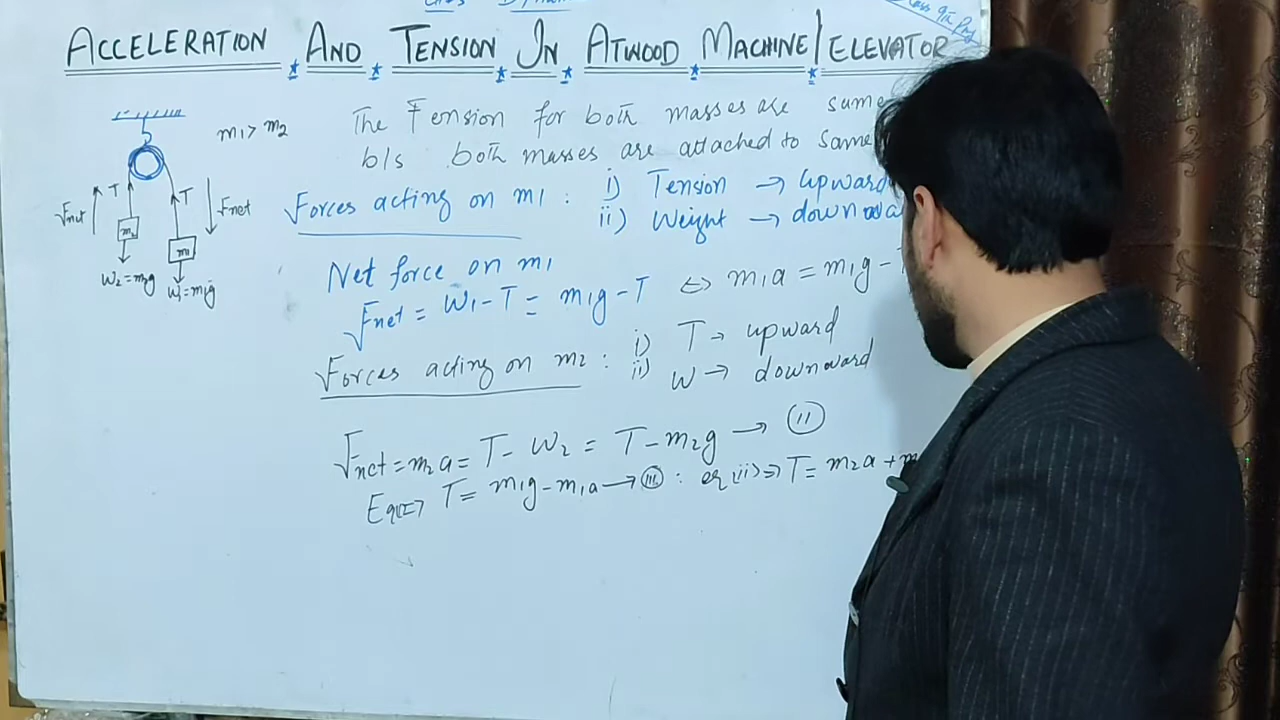 Class 9th
ACCELERATION AND TENSION IN ATWOOD MACHINE/ELEVATOR
m1 > m2
The Tension for both masses are same
b/s both masses are attached to same
Forces acting on m1 : i) Tension → upward
ii) Weight → downwa
T
T
Fnet
Fnet
m2
m1
W2 = m2g
W1 = m1g
Net force on m1
Fnet = W1 - T = m1g - T ⇔ m1a = m1g -
Forces acting on m2 : i) T → upward
ii) W → downward
Fnet = m2a = T - W2 = T - m2g → (ii)
Eq(i)⇒ T = m1g - m1a → (iii) : eq(ii) ⇒ T = m2a + m